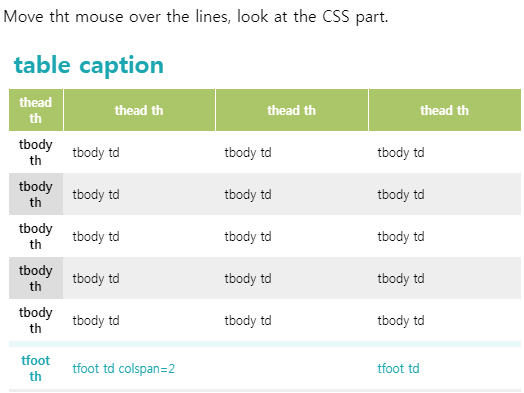 Move tht mouse over the lines, look at the CSS part.
table caption
thead th thead th thead th thead th
tbody th tbody td tbody td tbody td
tbody th tbody td tbody td tbody td
tbody th tbody td tbody td tbody td
tbody th tbody td tbody td tbody td
tbody th tbody td tbody td tbody td
tfoot th tfoot td colspan=2 tfoot td